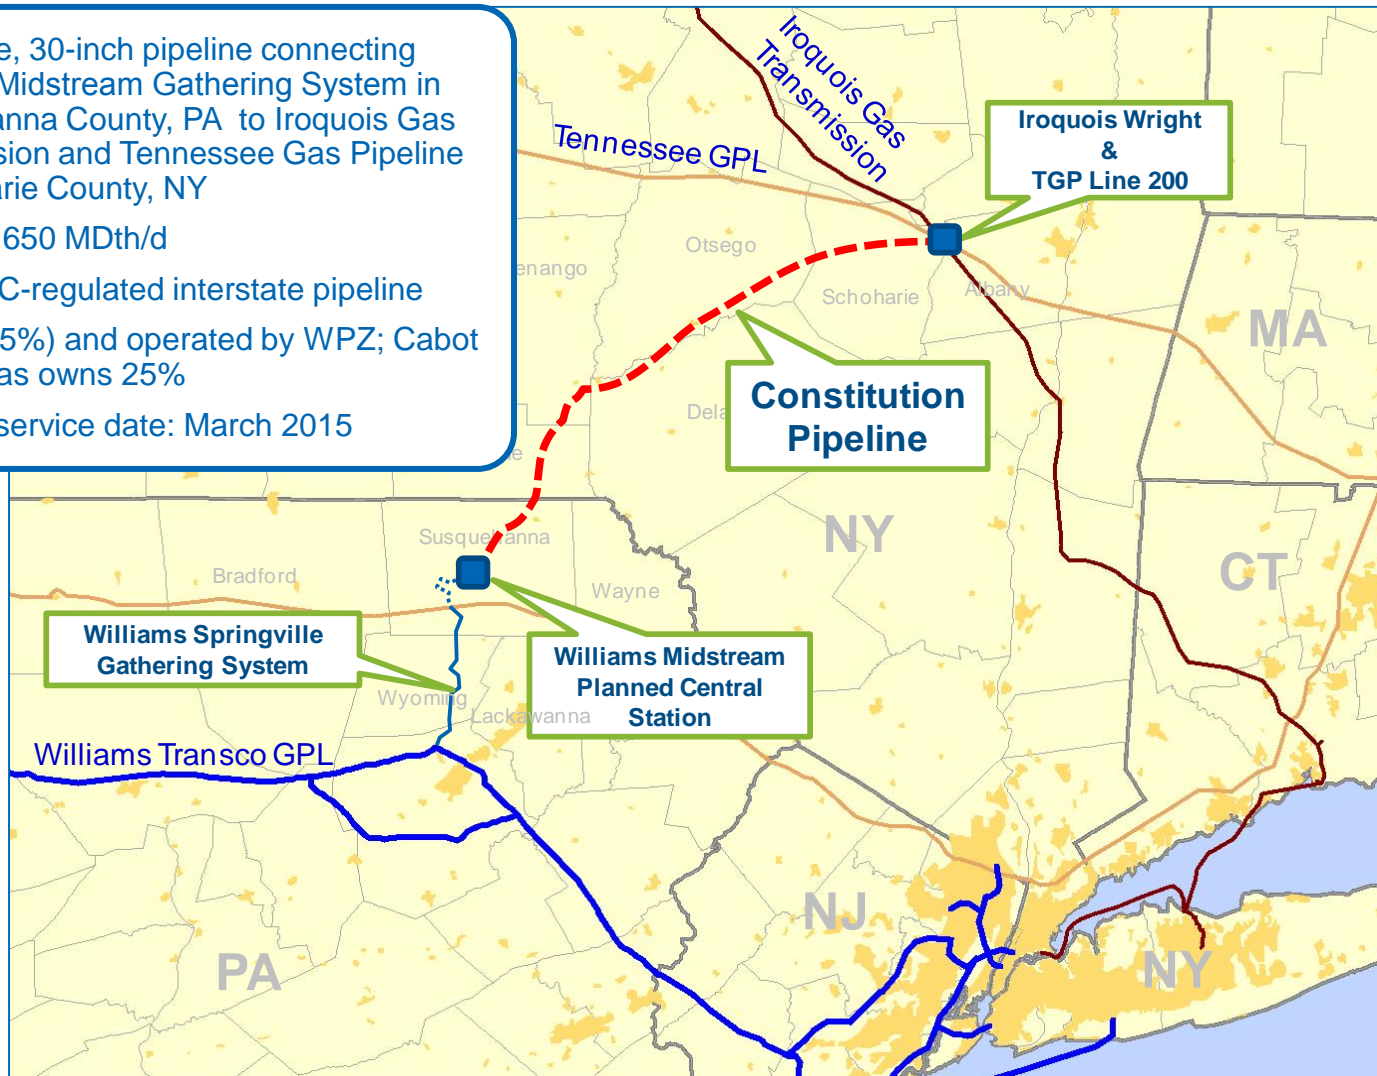 e, 30-inch pipeline connecting
Midstream Gathering System in
anna County, PA to Iroquois Gas
sion and Tennessee Gas Pipeline
arie County, NY
650 MDth/d
C-regulated interstate pipeline
5%) and operated by WPZ; Cabot
as owns 25%
service date: March 2015
Iroquois Gas
Transmission
Tennessee GPL
Iroquois Wright
&
TGP Line 200
Otsego
enango
Schoharie
Albany
MA
Constitution
Pipeline
Dela
e
NY
Susquehanna
Bradford
Wayne
CT
Williams Springville
Gathering System
Williams Midstream
Planned Central
Station
Wyoming
Lackawanna
Williams Transco GPL
NJ
PA
NY